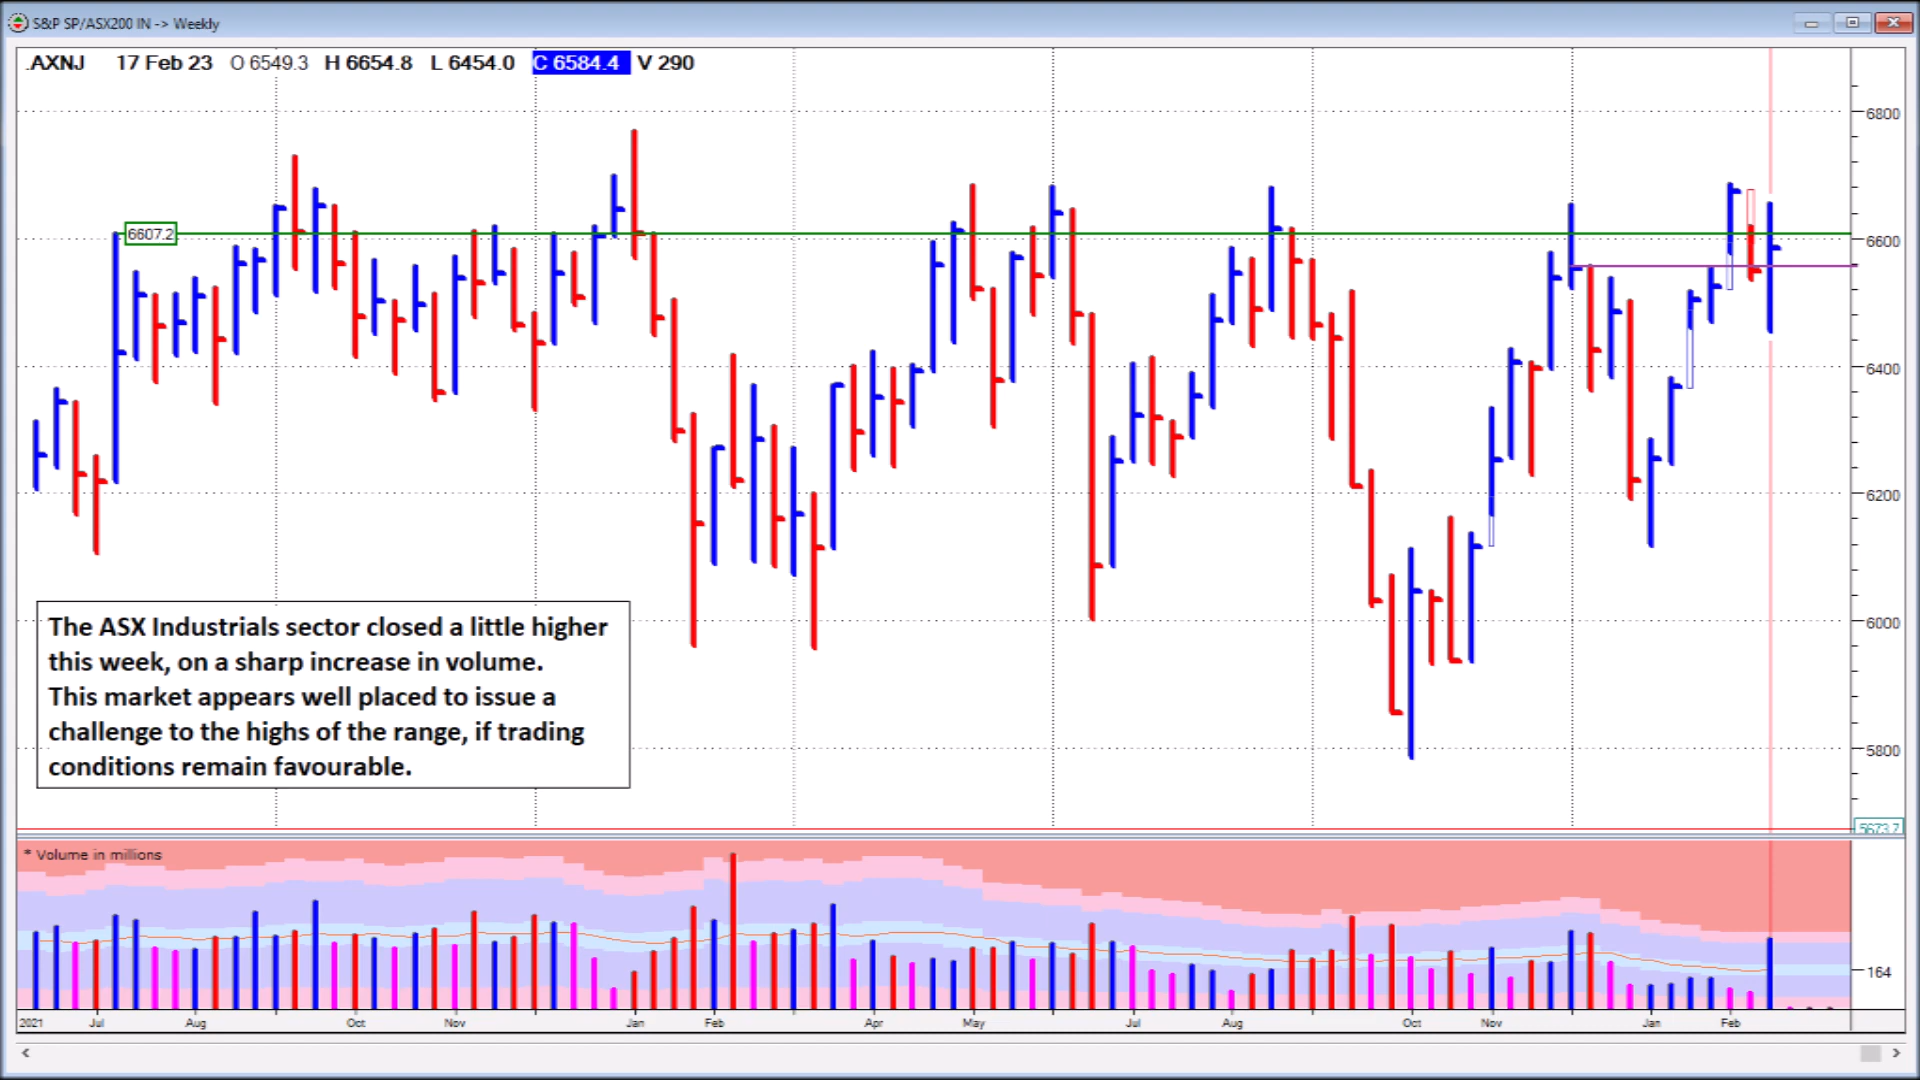 S&P SP/ASX200 IN -> Weekly
.AXNJ 17 Feb 23 O 6549.3 H 6654.8 L 6454.0 C 6584.4 V 290
6800
6607.2
6600
6400
6200
6000
The ASX Industrials sector closed a little higher
this week, on a sharp increase in volume.
This market appears well placed to issue a
challenge to the highs of the range, if trading
conditions remain favourable.
5800
5673.7
* Volume in millions
164
2021 Jul Aug Oct Nov Jan Feb Apr May Jul Aug Oct Nov Jan Feb